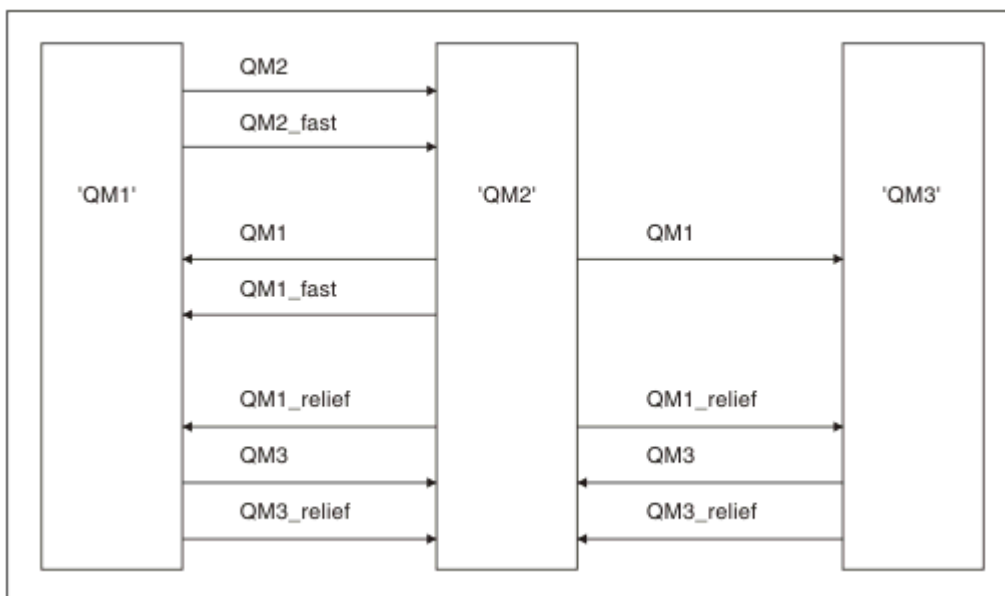 QM2
QM2_fast
'QM1'
'QM2'
'QM3'
QM1
QM1
QM1_fast
QM1_relief
QM1_relief
QM3
QM3
QM3_relief
QM3_relief